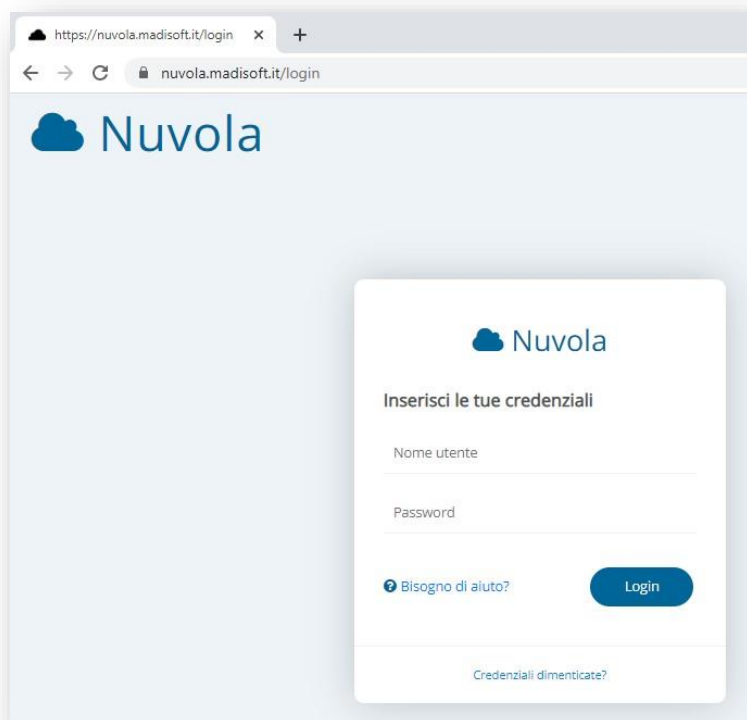 https://nuvola.madisoft.it/login
nuvola.madisoft.it/login
Nuvola
Nuvola
Inserisci le tue credenziali
Nome utente
Password
Bisogno di aiuto? Login
Credenziali dimenticate?